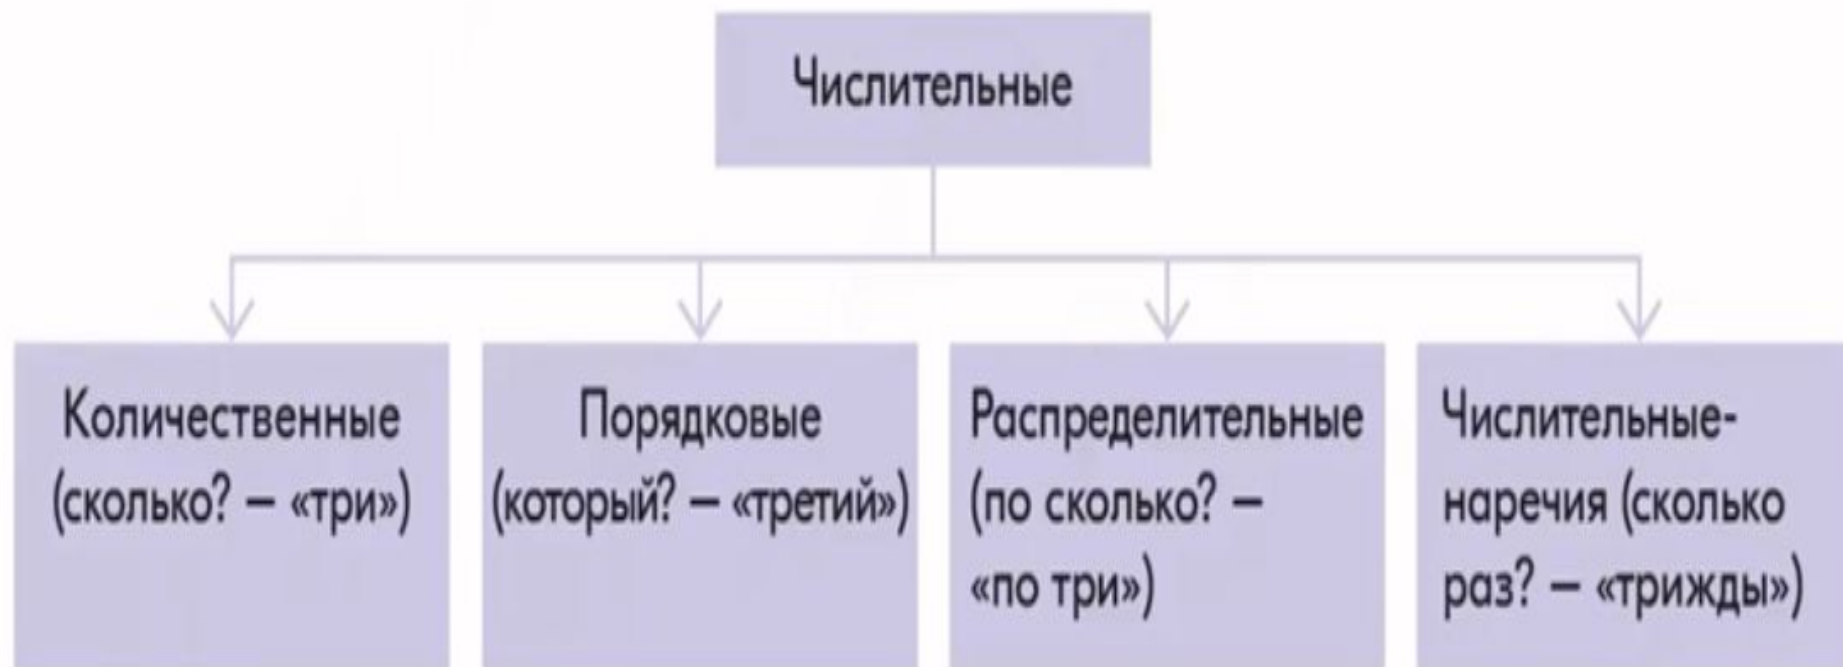 Числительные
Количественные
(сколько? – «три»)
Порядковые
(который? – «третий»)
Распределительные
(по сколько? –
«по три»)
Числительные-
наречия (сколько
раз? – «трижды»)